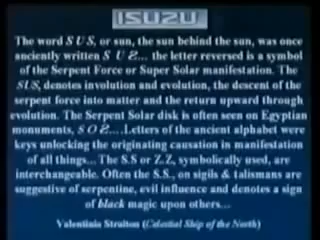 ISUZU
The word SUS, or sun, the sun behind the sun, was once
anciently written SUS... the letter reversed is a symbol
of the Serpent Force or Super Solar manifestation. The
SUS, denotes involution and evolution, the descent of the
serpent force into matter and the return upward through
evolution. The Serpent Solar disk is often seen on Egyptian
monuments, SOS....Letters of the ancient alphabet were
keys unlocking the originating causation in manifestation
of all things... The S.S or Z.Z, symbolically used, are
interchangeable. Often the S.S., on sigils & talismans are
suggestive of serpentine, evil influence and denotes a sign
of black magic upon others...
Valentinia Straiton (Celestial Ship of the North)